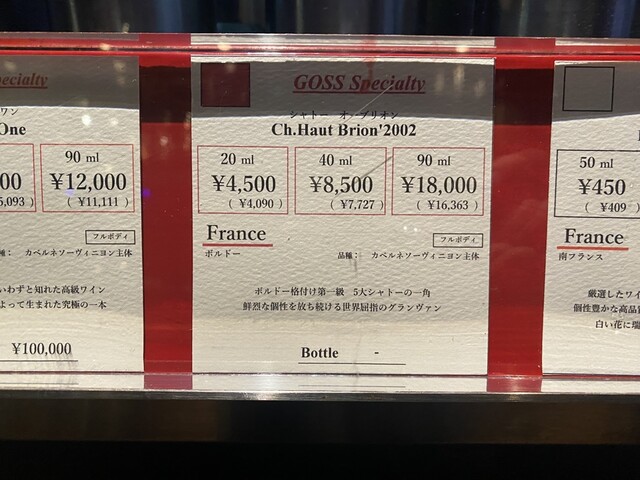 pecialty
ワン
One
90 ml
00 ¥12,000
5,093 ) ( ¥11,111 )
フルボディ
種： カベルネソーヴィニヨン主体
いわずと知れた高級ワイン
よって生まれた究極の一本
¥100,000
GOSS Specialty
シャトー オ・ブリオン
Ch.Haut Brion'2002
20 ml 40 ml 90 ml
¥4,500 ¥8,500 ¥18,000
( ¥4,090 ) ( ¥7,727 ) ( ¥16,363 )
France
フルボディ
ボルドー 品種： カベルネソーヴィニヨン主体
ボルドー格付け第一級 5大シャトーの一角
鮮烈な個性を放ち続ける世界屈指のグランヴァン
Bottle -
50 ml
¥450
( ¥409 )
France
南フランス
厳選したワイ
個性豊かな高品
白い花に